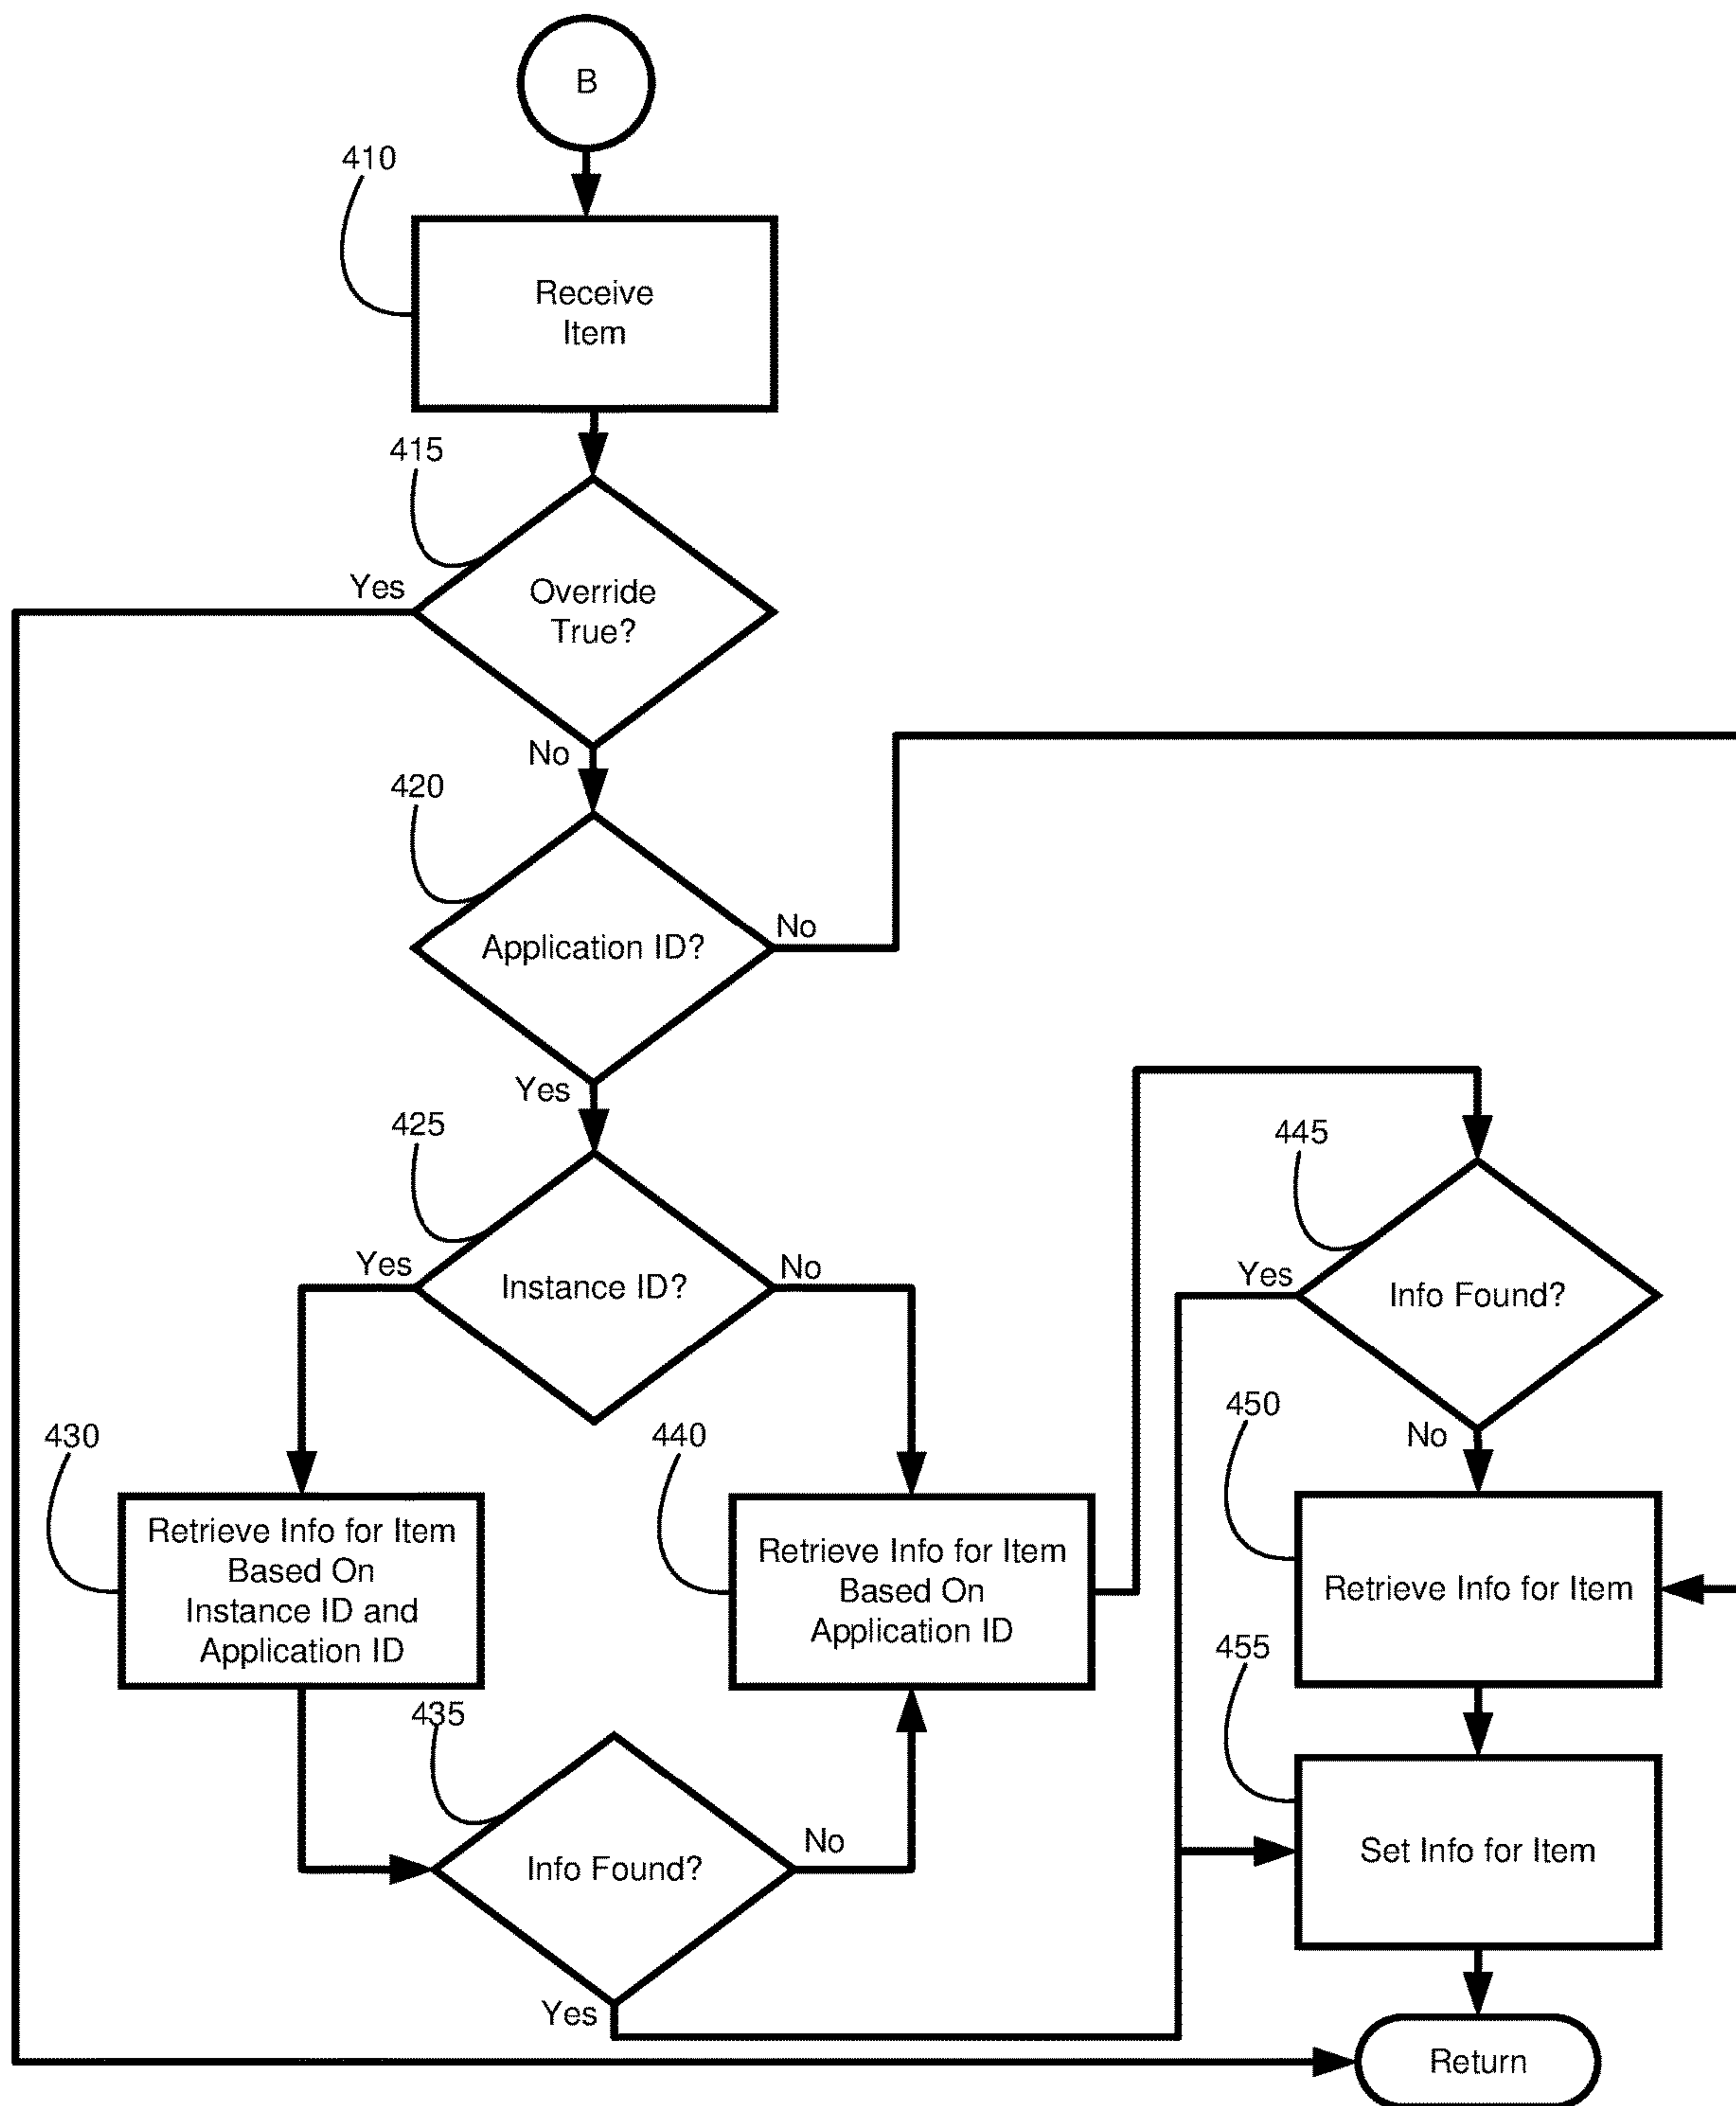 B
410
Receive
Item
415
Yes
Override
True?
No
420
Application ID?
No
Yes
425
Yes
Instance ID?
No
445
Yes
Info Found?
No
430
Retrieve Info for Item
Based On
Instance ID and
Application ID
440
Retrieve Info for Item
Based On
Application ID
450
Retrieve Info for Item
435
Info Found?
No
Yes
455
Set Info for Item
Return